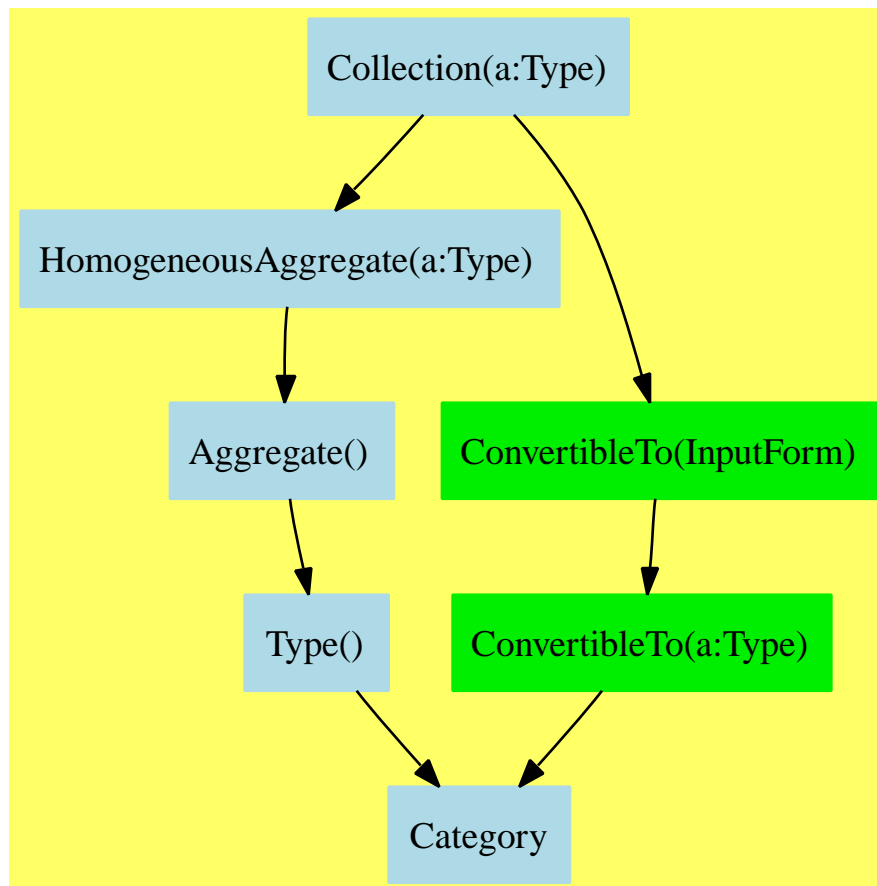 Collection(a:Type)
HomogeneousAggregate(a:Type)
Aggregate()
ConvertibleTo(InputForm)
Type()
ConvertibleTo(a:Type)
Category